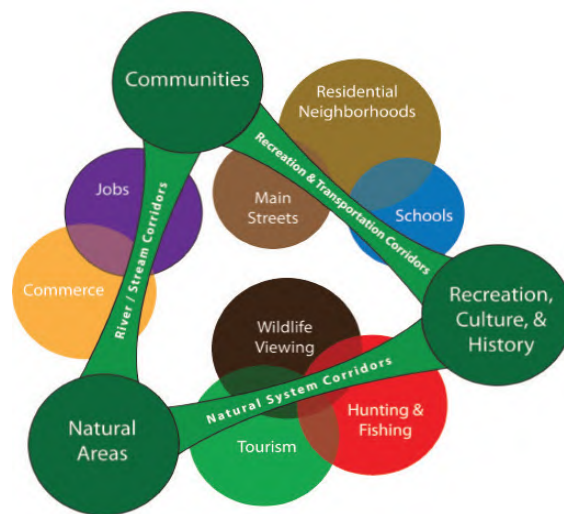 Communities
Residential
Neighborhoods
Recreation & Transportation Corridors
Jobs
Main
Streets
Schools
River / Stream Corridors
Commerce
Recreation,
Culture, &
History
Wildlife
Viewing
Natural System Corridors
Hunting &
Fishing
Natural
Areas
Tourism